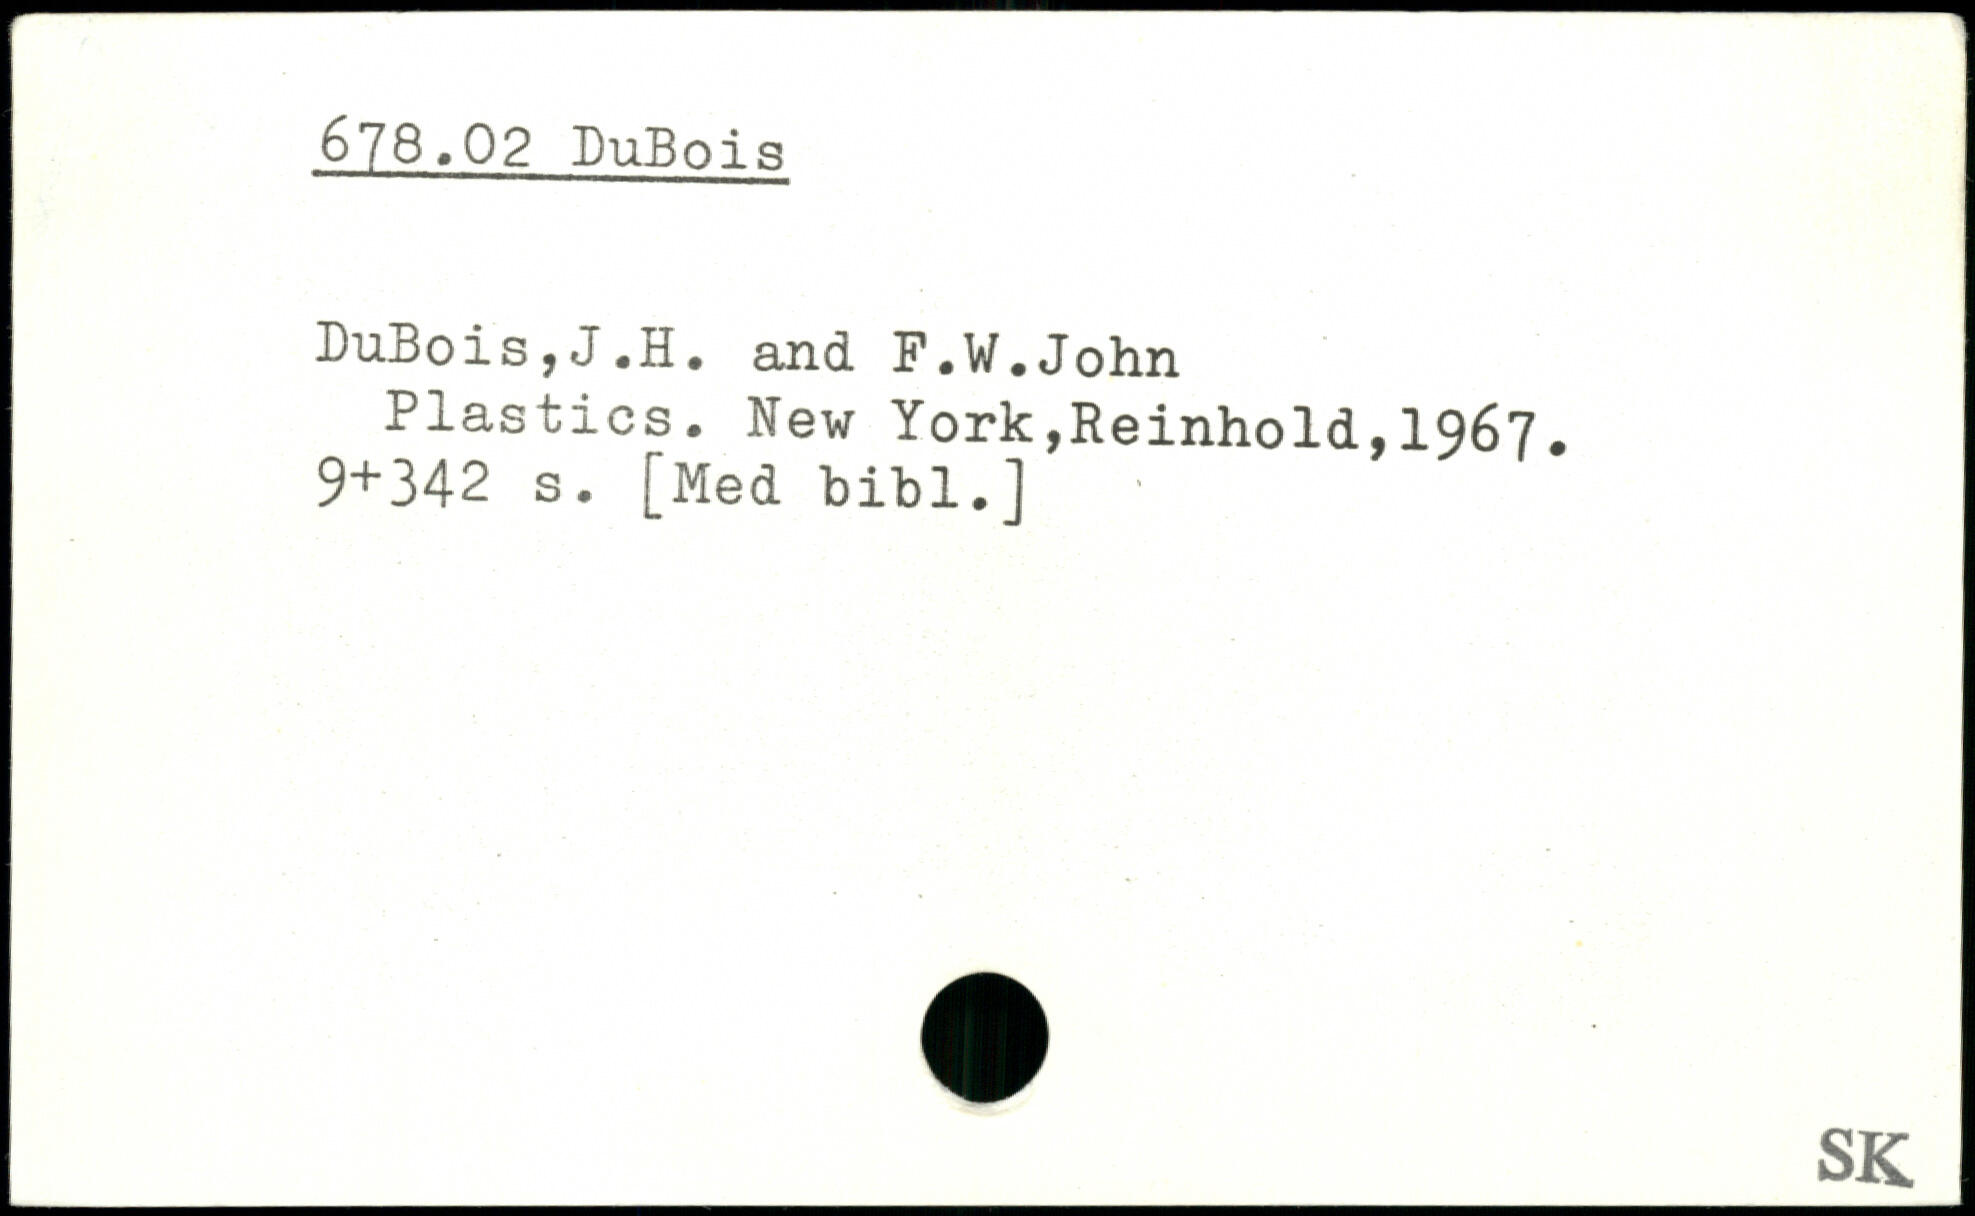 678.02 DuBois
DuBois,J.H. and F.W.John
Plastics. New York,Reinhold,1967.
9+342 s. [Med bibl.]
SK